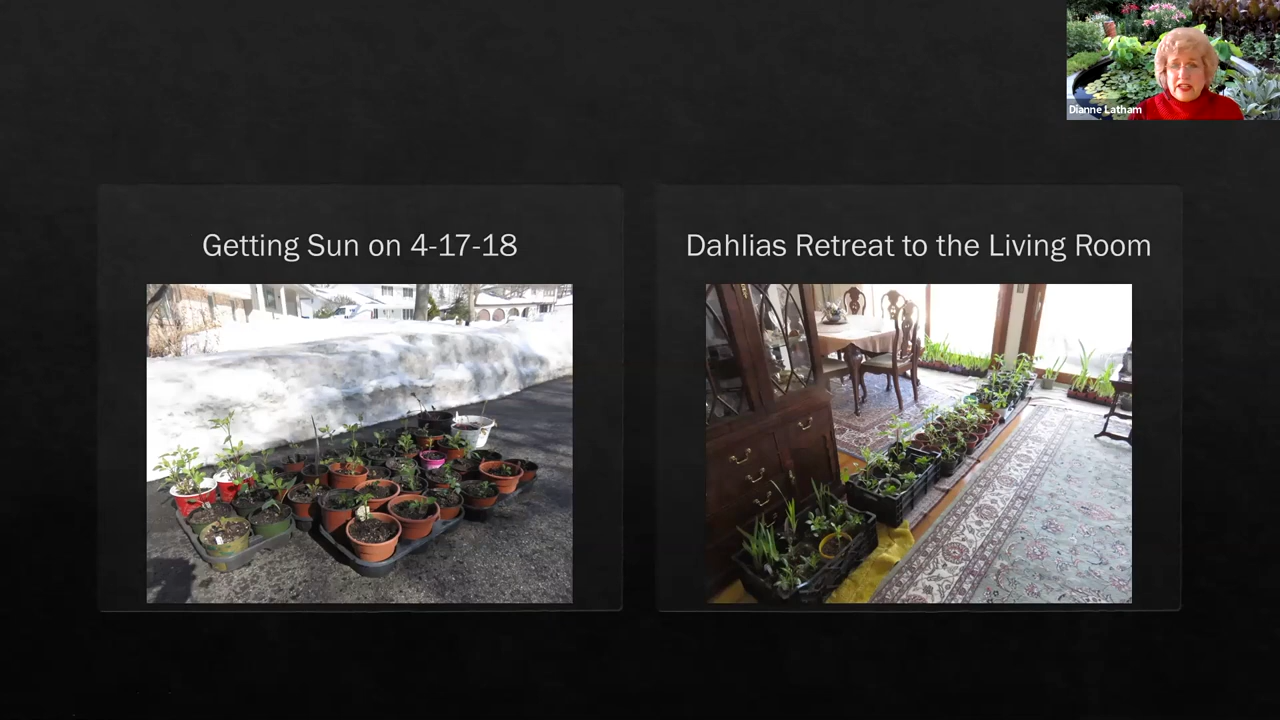 Dianne Latham
Getting Sun on 4-17-18
Dahlias Retreat to the Living Room